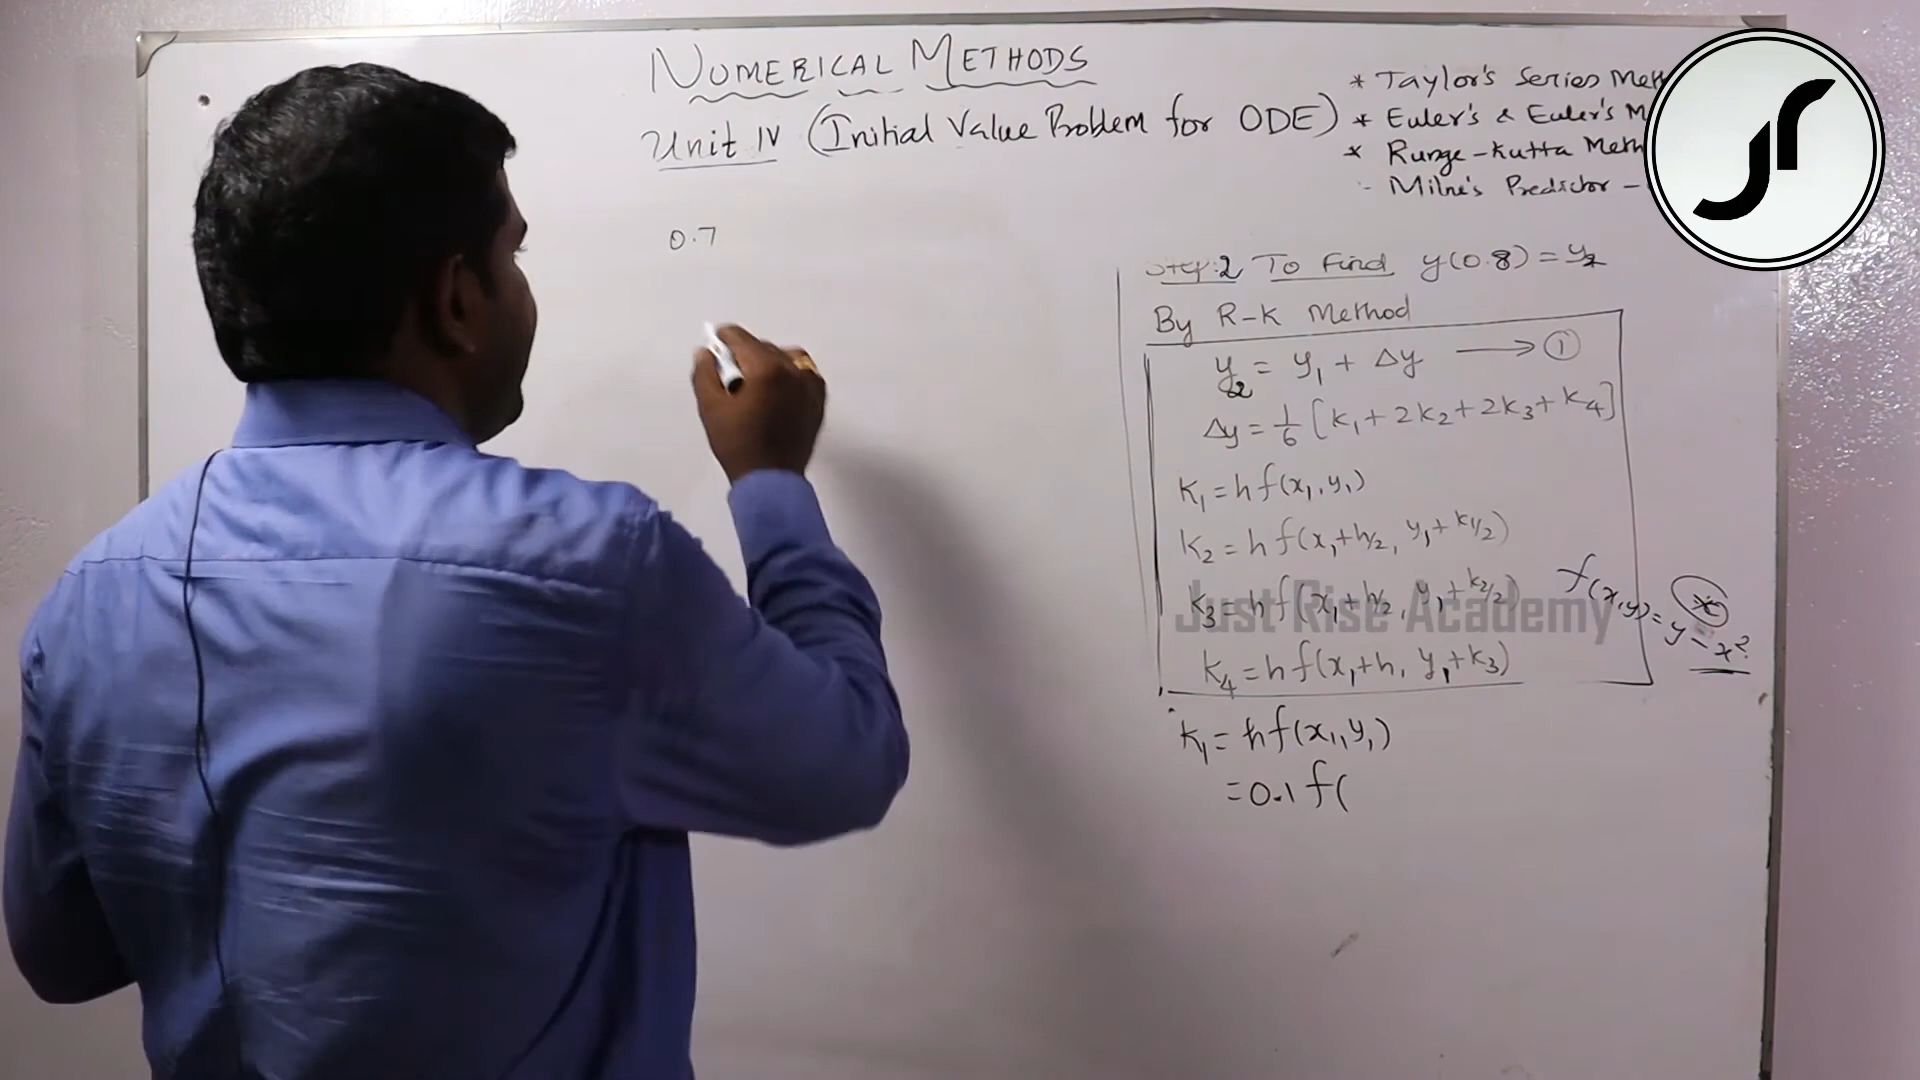 NUMERICAL METHODS
Unit IV (Initial Value Problem for ODE)
* Taylor's Series Meth
* Euler's & Euler's M
* Runge-Kutta Meth
Milne's Predictor -
0.7
Step:2 To Find y(0.8) = y₂
By R-K Method
y₂ = y₁ + Δy → ①
Δy = 1/6 [K₁ + 2K₂ + 2K₃ + K₄]
K₁ = h f(x₁, y₁)
K₂ = h f(x₁+h/2, y₁+K₁/2)
K₃ = h f(x₁+h/2, y₁+K₂/2)
K₄ = h f(x₁+h, y₁+K₃)
f(x,y) = y - x²
Just Rise Academy
K₁ = h f(x₁, y₁)
= 0.1 f(